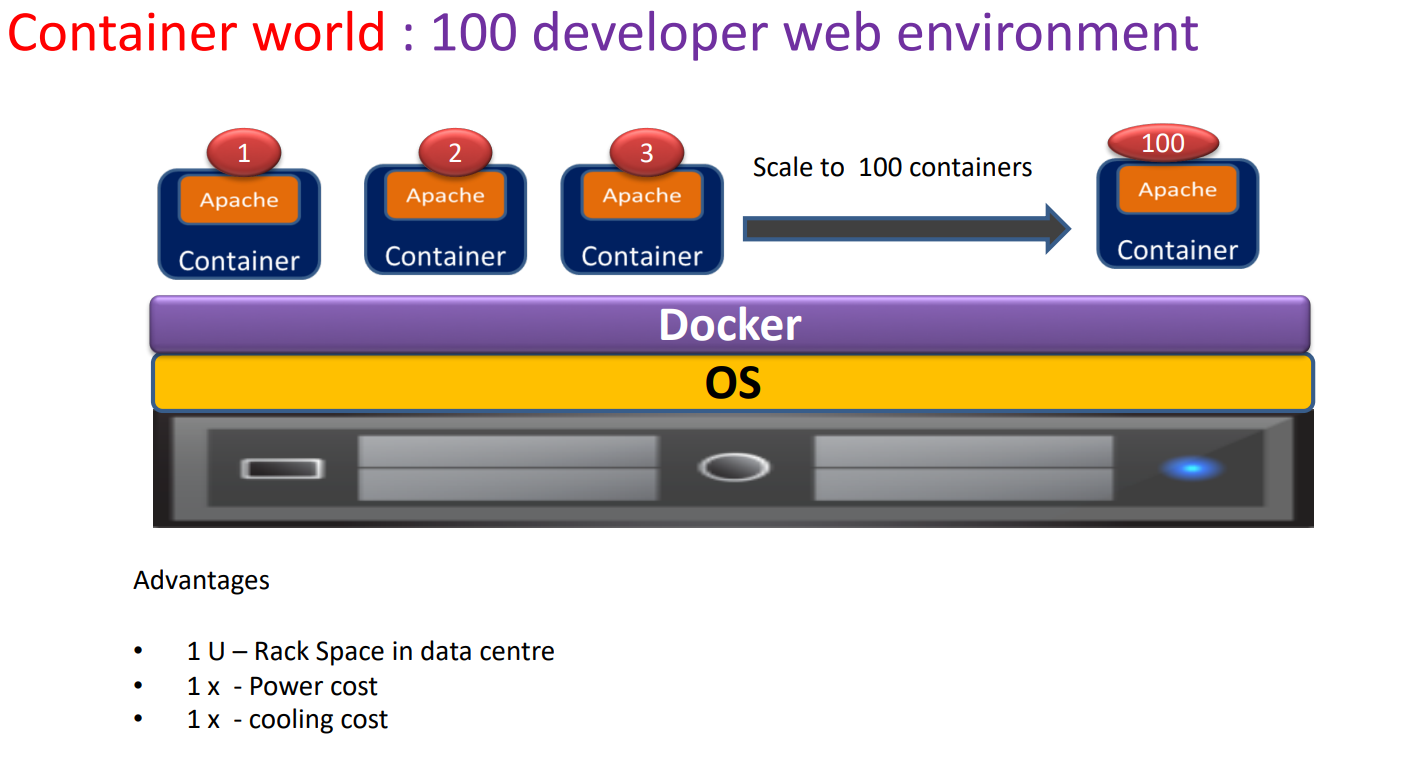 Container world : 100 developer web environment
1
2
3
100
Scale to  100 containers
Apache
Apache
Apache
Apache
Container
Container
Container
Container
Docker
OS
Advantages
• 1 U – Rack Space in data centre
• 1 x  - Power cost
• 1 x  - cooling cost